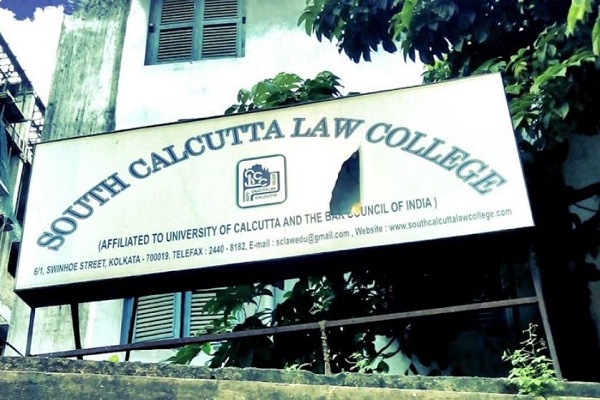 SOUTH CALCUTTA LAW COLLEGE
(AFFILIATED TO UNIVERSITY OF CALCUTTA AND THE BAR COUNCIL OF INDIA )
6/1, SWINHOE STREET, KOLKATA - 700019. TELEFAX : 2440 - 8182, E-mail : sclawedu@gmail.com , Website : www.southcalcuttalawcollege.com